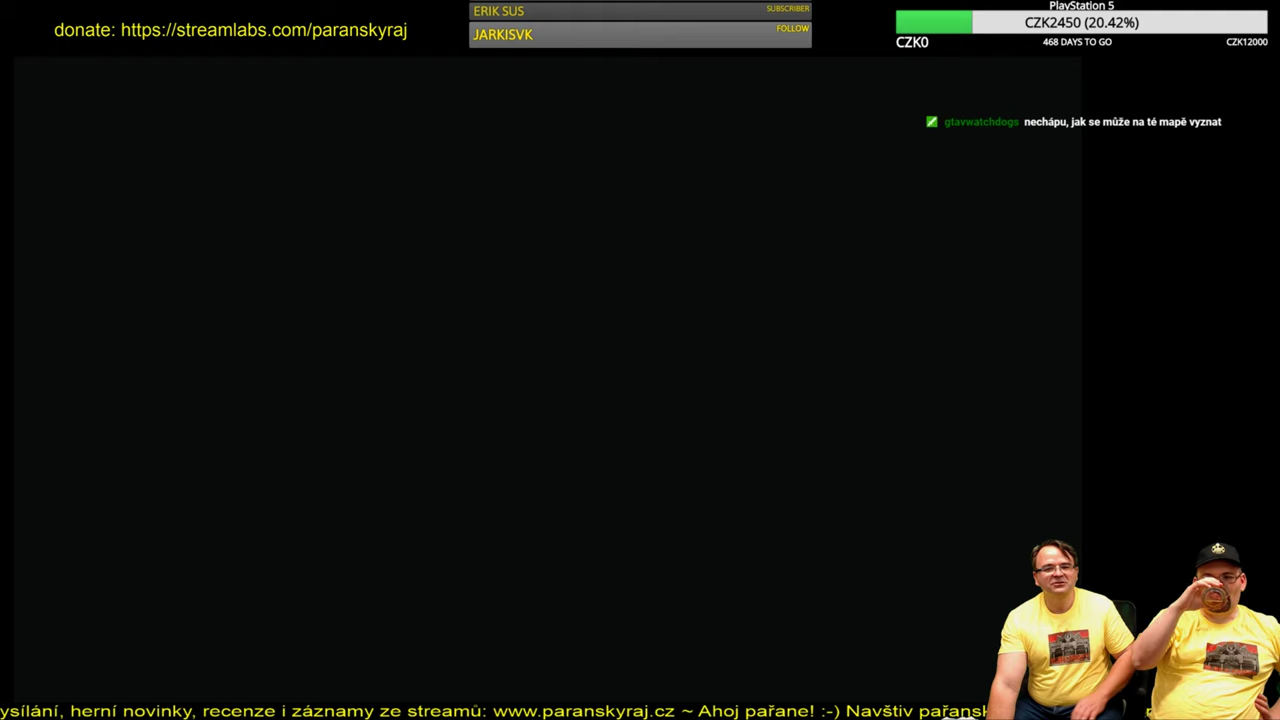 donate: https://streamlabs.com/paranskyraj
ERIK SUS SUBSCRIBER
JARKISVK FOLLOW
PlayStation 5
CZK2450 (20.42%)
CZK0 468 DAYS TO GO CZK12000
gtavwatchdogs nechápu, jak se může na té mapě vyznat
ysílání, herní novinky, recenze i záznamy ze streamů: www.paranskyraj.cz ~ Ahoj pařane! :-) Navštiv pařansk